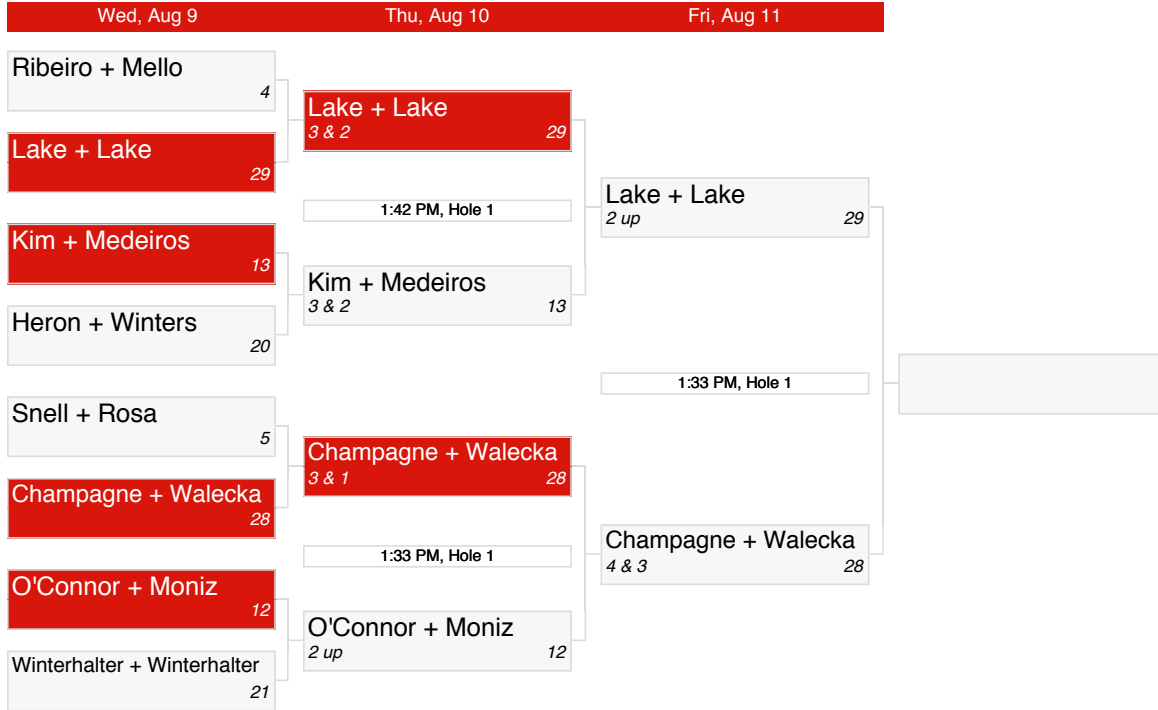 Wed, Aug 9
Thu, Aug 10
Fri, Aug 11
Ribeiro + Mello
4
Lake + Lake
29
Kim + Medeiros
13
Heron + Winters
20
Snell + Rosa
5
Champagne + Walecka
28
O'Connor + Moniz
12
Winterhalter + Winterhalter
21
Lake + Lake
3 & 2 29
1:42 PM, Hole 1
Kim + Medeiros
3 & 2 13
Champagne + Walecka
3 & 1 28
1:33 PM, Hole 1
O'Connor + Moniz
2 up 12
Lake + Lake
2 up 29
1:33 PM, Hole 1
Champagne + Walecka
4 & 3 28